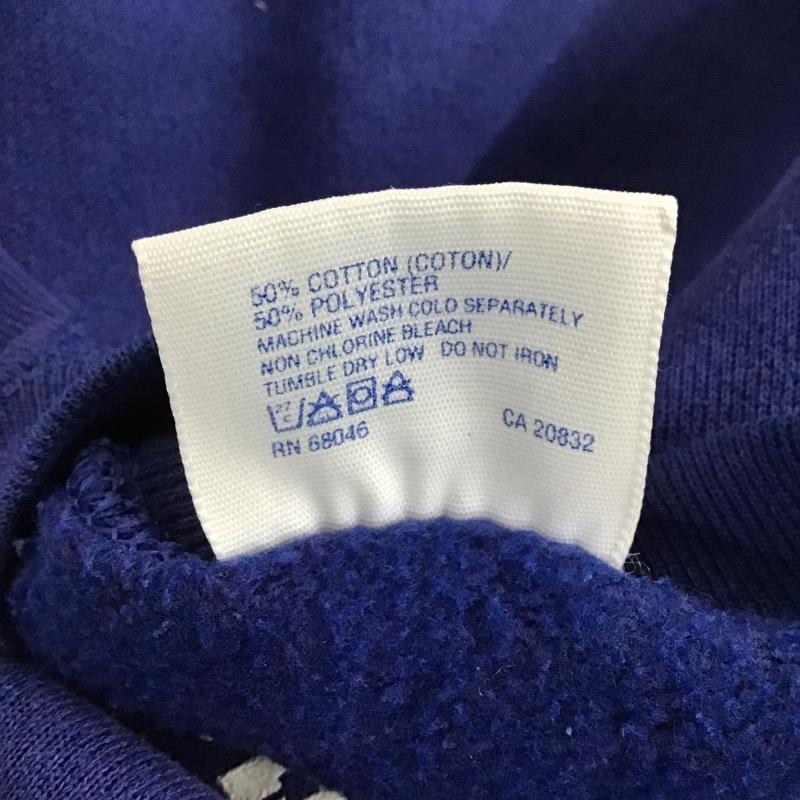 50% COTTON (COTON)/
50% POLYESTER
MACHINE WASH COLD SEPARATELY
NON CHLORINE BLEACH
TUMBLE DRY LOW DO NOT IRON
27 C
RN 68046 CA 20832